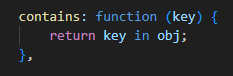 contains: function (key) {
    return key in obj;
},